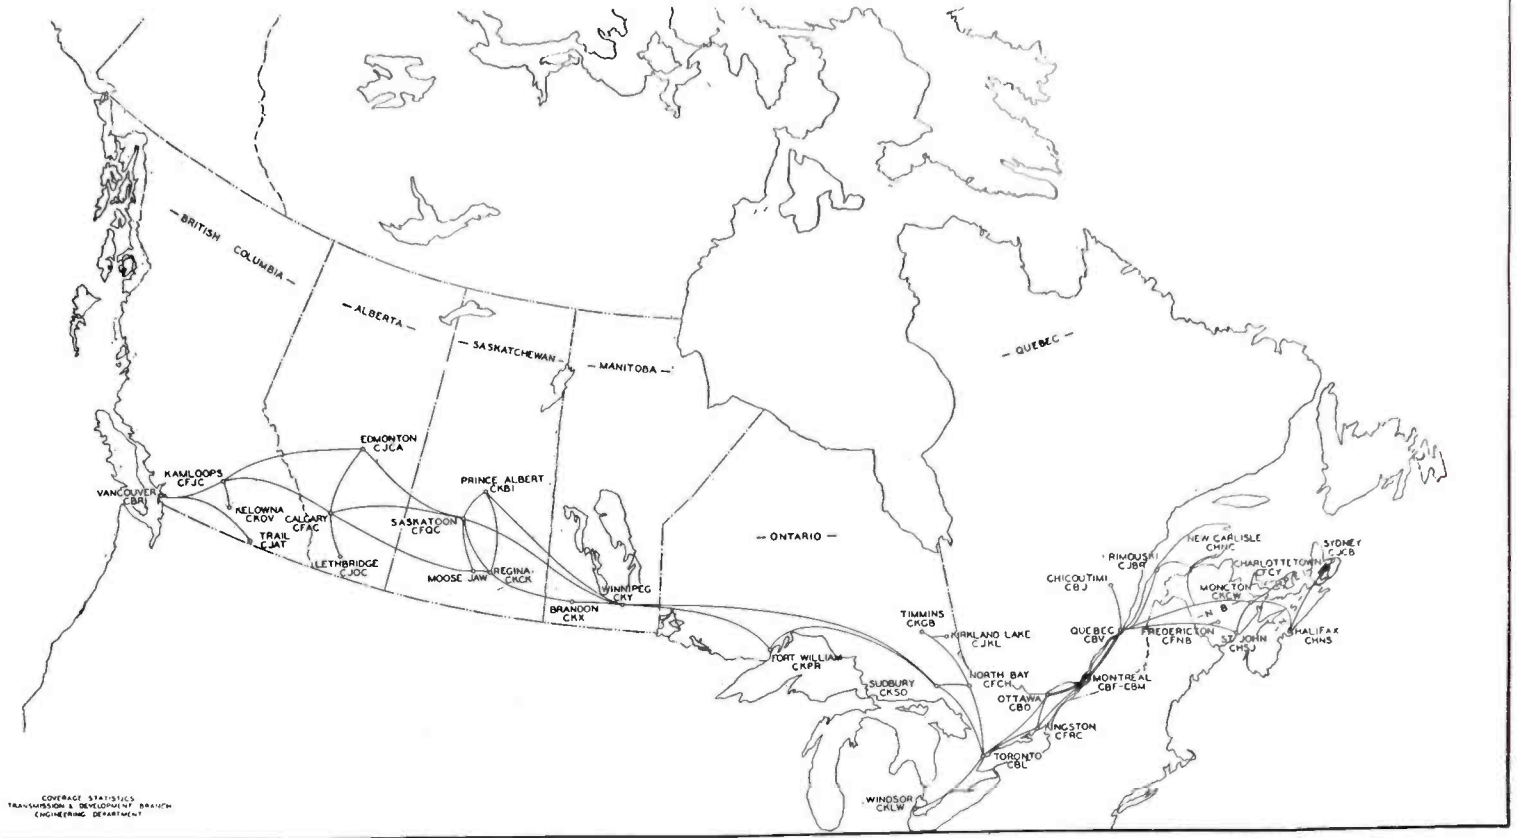 — BRITISH COLUMBIA —
— ALBERTA —
— SASKATCHEWAN —
— MANITOBA —
— QUEBEC —
— ONTARIO —
EDMONTON
CJCA
KAMLOOPS
CFJC
VANCOUVER
CBR
KELOWNA
CKOV
TRAIL
CJAT
CALGARY
CFAC
LETHBRIDGE
CJOC
PRINCE ALBERT
CKBI
SASKATOON
CFQC
MOOSE JAW
REGINA
CKCK
WINNIPEG
CKY
BRANDON
CKX
FORT WILLIAM
CKPR
TIMMINS
CKGB
KIRKLAND LAKE
CJKL
SUDBURY
CKSO
NORTH BAY
CFCH
OTTAWA
CBO
MONTREAL
CBF-CBM
KINGSTON
CFRC
TORONTO
CBL
WINDSOR
CKLW
CHICOUTIMI
CBJ
RIMOUSKI
CJBR
QUEBEC
CBV
NEW CARLISLE
CHNC
CHARLOTTETOWN
CFCY
SYDNEY
CJCB
MONCTON
CKCW
N B
FREDERICTON
CFNB
ST JOHN
CHSJ
HALIFAX
CHNS
COVERAGE STATISTICS
TRANSMISSION & DEVELOPMENT BRANCH
ENGINEERING DEPARTMENT